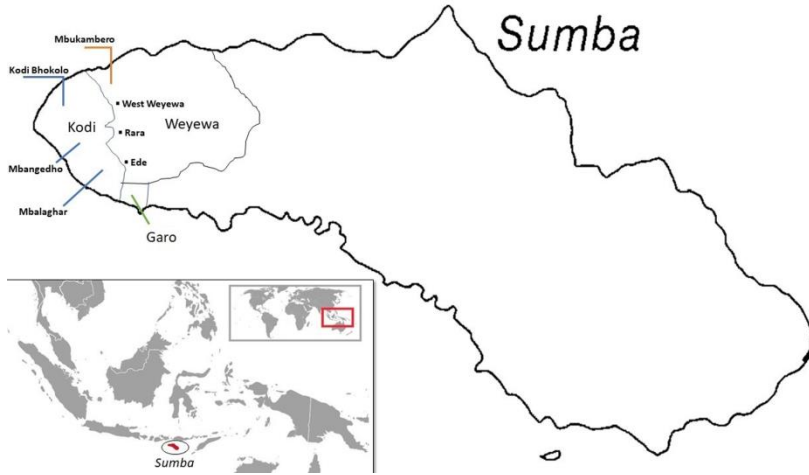 Sumba
Mbukambero
Kodi Bhokolo
West Weyewa
Kodi
Weyewa
Rara
Mbangedho
Ede
Mbalaghar
Garo
Sumba